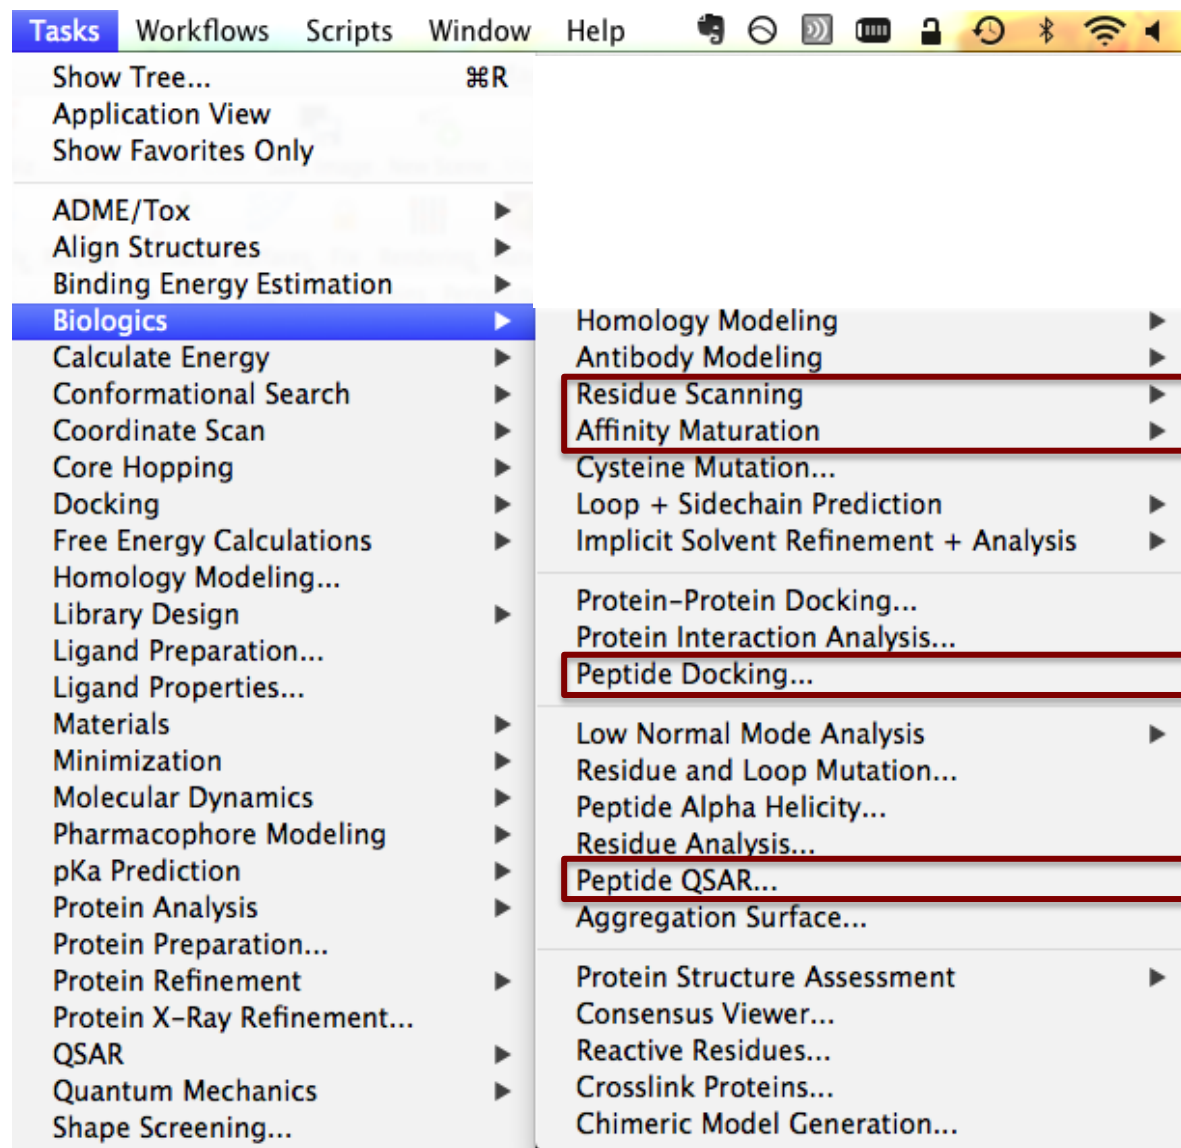 Tasks Workflows Scripts Window Help
Show Tree... ⌘R
Application View
Show Favorites Only
ADME/Tox
Align Structures
Binding Energy Estimation
Biologics
Calculate Energy
Conformational Search
Coordinate Scan
Core Hopping
Docking
Free Energy Calculations
Homology Modeling...
Library Design
Ligand Preparation...
Ligand Properties...
Materials
Minimization
Molecular Dynamics
Pharmacophore Modeling
pKa Prediction
Protein Analysis
Protein Preparation...
Protein Refinement
Protein X-Ray Refinement...
QSAR
Quantum Mechanics
Shape Screening...
Homology Modeling
Antibody Modeling
Residue Scanning
Affinity Maturation
Cysteine Mutation...
Loop + Sidechain Prediction
Implicit Solvent Refinement + Analysis
Protein-Protein Docking...
Protein Interaction Analysis...
Peptide Docking...
Low Normal Mode Analysis
Residue and Loop Mutation...
Peptide Alpha Helicity...
Residue Analysis...
Peptide QSAR...
Aggregation Surface...
Protein Structure Assessment
Consensus Viewer...
Reactive Residues...
Crosslink Proteins...
Chimeric Model Generation...